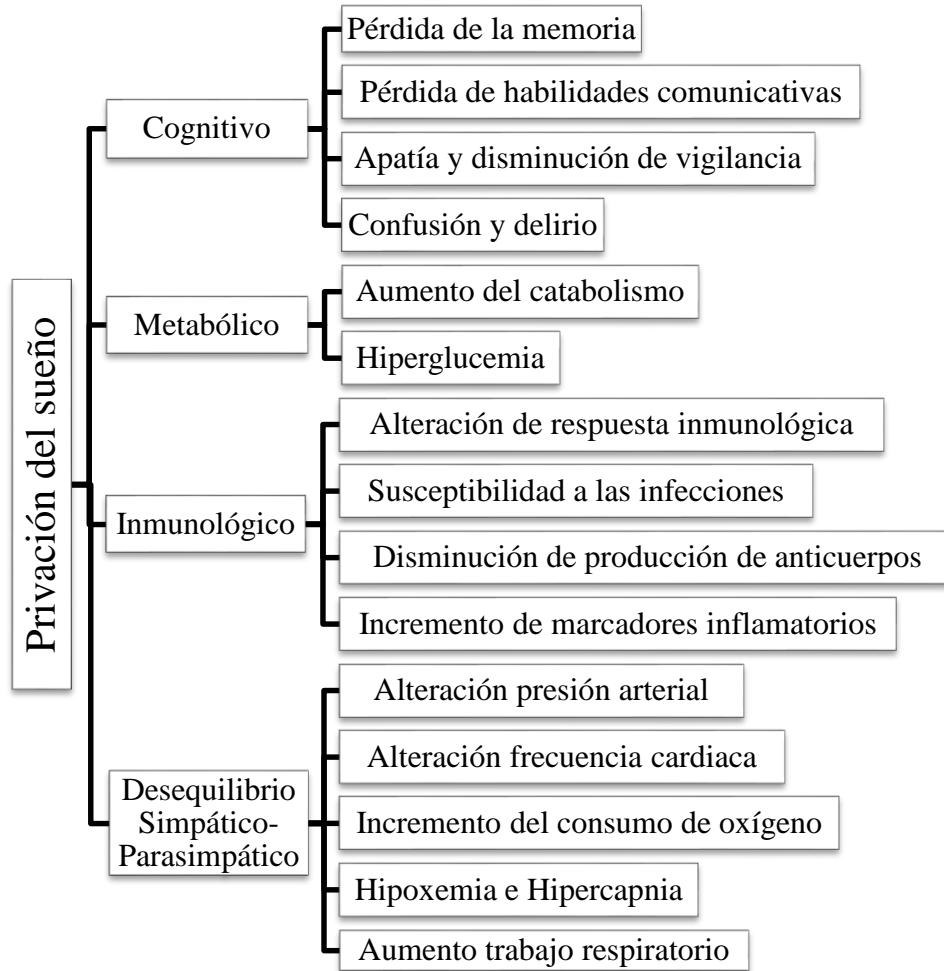 Privación del sueño
Cognitivo
Pérdida de la memoria
Pérdida de habilidades comunicativas
Apatía y disminución de vigilancia
Confusión y delirio
Metabólico
Aumento del catabolismo
Hiperglucemia
Inmunológico
Alteración de respuesta inmunológica
Susceptibilidad a las infecciones
Disminución de producción de anticuerpos
Incremento de marcadores inflamatorios
Desequilibrio
Simpático-
Parasimpático
Alteración presión arterial
Alteración frecuencia cardiaca
Incremento del consumo de oxígeno
Hipoxemia e Hipercapnia
Aumento trabajo respiratorio